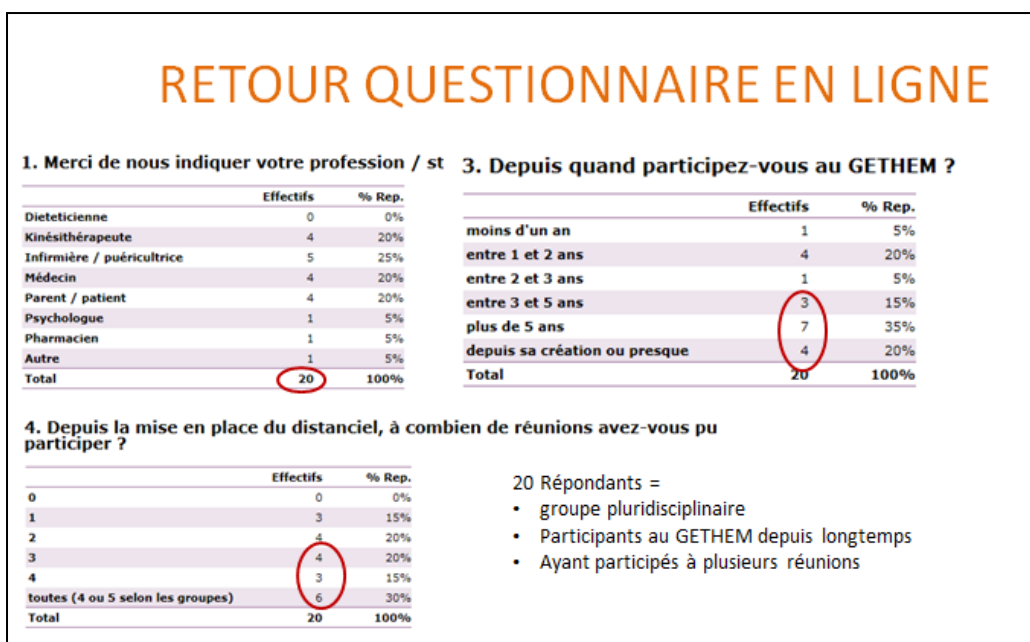 RETOUR QUESTIONNAIRE EN LIGNE
1. Merci de nous indiquer votre profession / st
Effectifs % Rep.
Dieteticienne 0 0%
Kinésithérapeute 4 20%
Infirmière / puéricultrice 5 25%
Médecin 4 20%
Parent / patient 4 20%
Psychologue 1 5%
Pharmacien 1 5%
Autre 1 5%
Total 20 100%
3. Depuis quand participez-vous au GETHEM ?
Effectifs % Rep.
moins d'un an 1 5%
entre 1 et 2 ans 4 20%
entre 2 et 3 ans 1 5%
entre 3 et 5 ans 3 15%
plus de 5 ans 7 35%
depuis sa création ou presque 4 20%
Total 20 100%
4. Depuis la mise en place du distanciel, à combien de réunions avez-vous pu
participer ?
Effectifs % Rep.
0 0 0%
1 3 15%
2 4 20%
3 4 20%
4 3 15%
toutes (4 ou 5 selon les groupes) 6 30%
Total 20 100%
20 Répondants =
• groupe pluridisciplinaire
• Participants au GETHEM depuis longtemps
• Ayant participés à plusieurs réunions